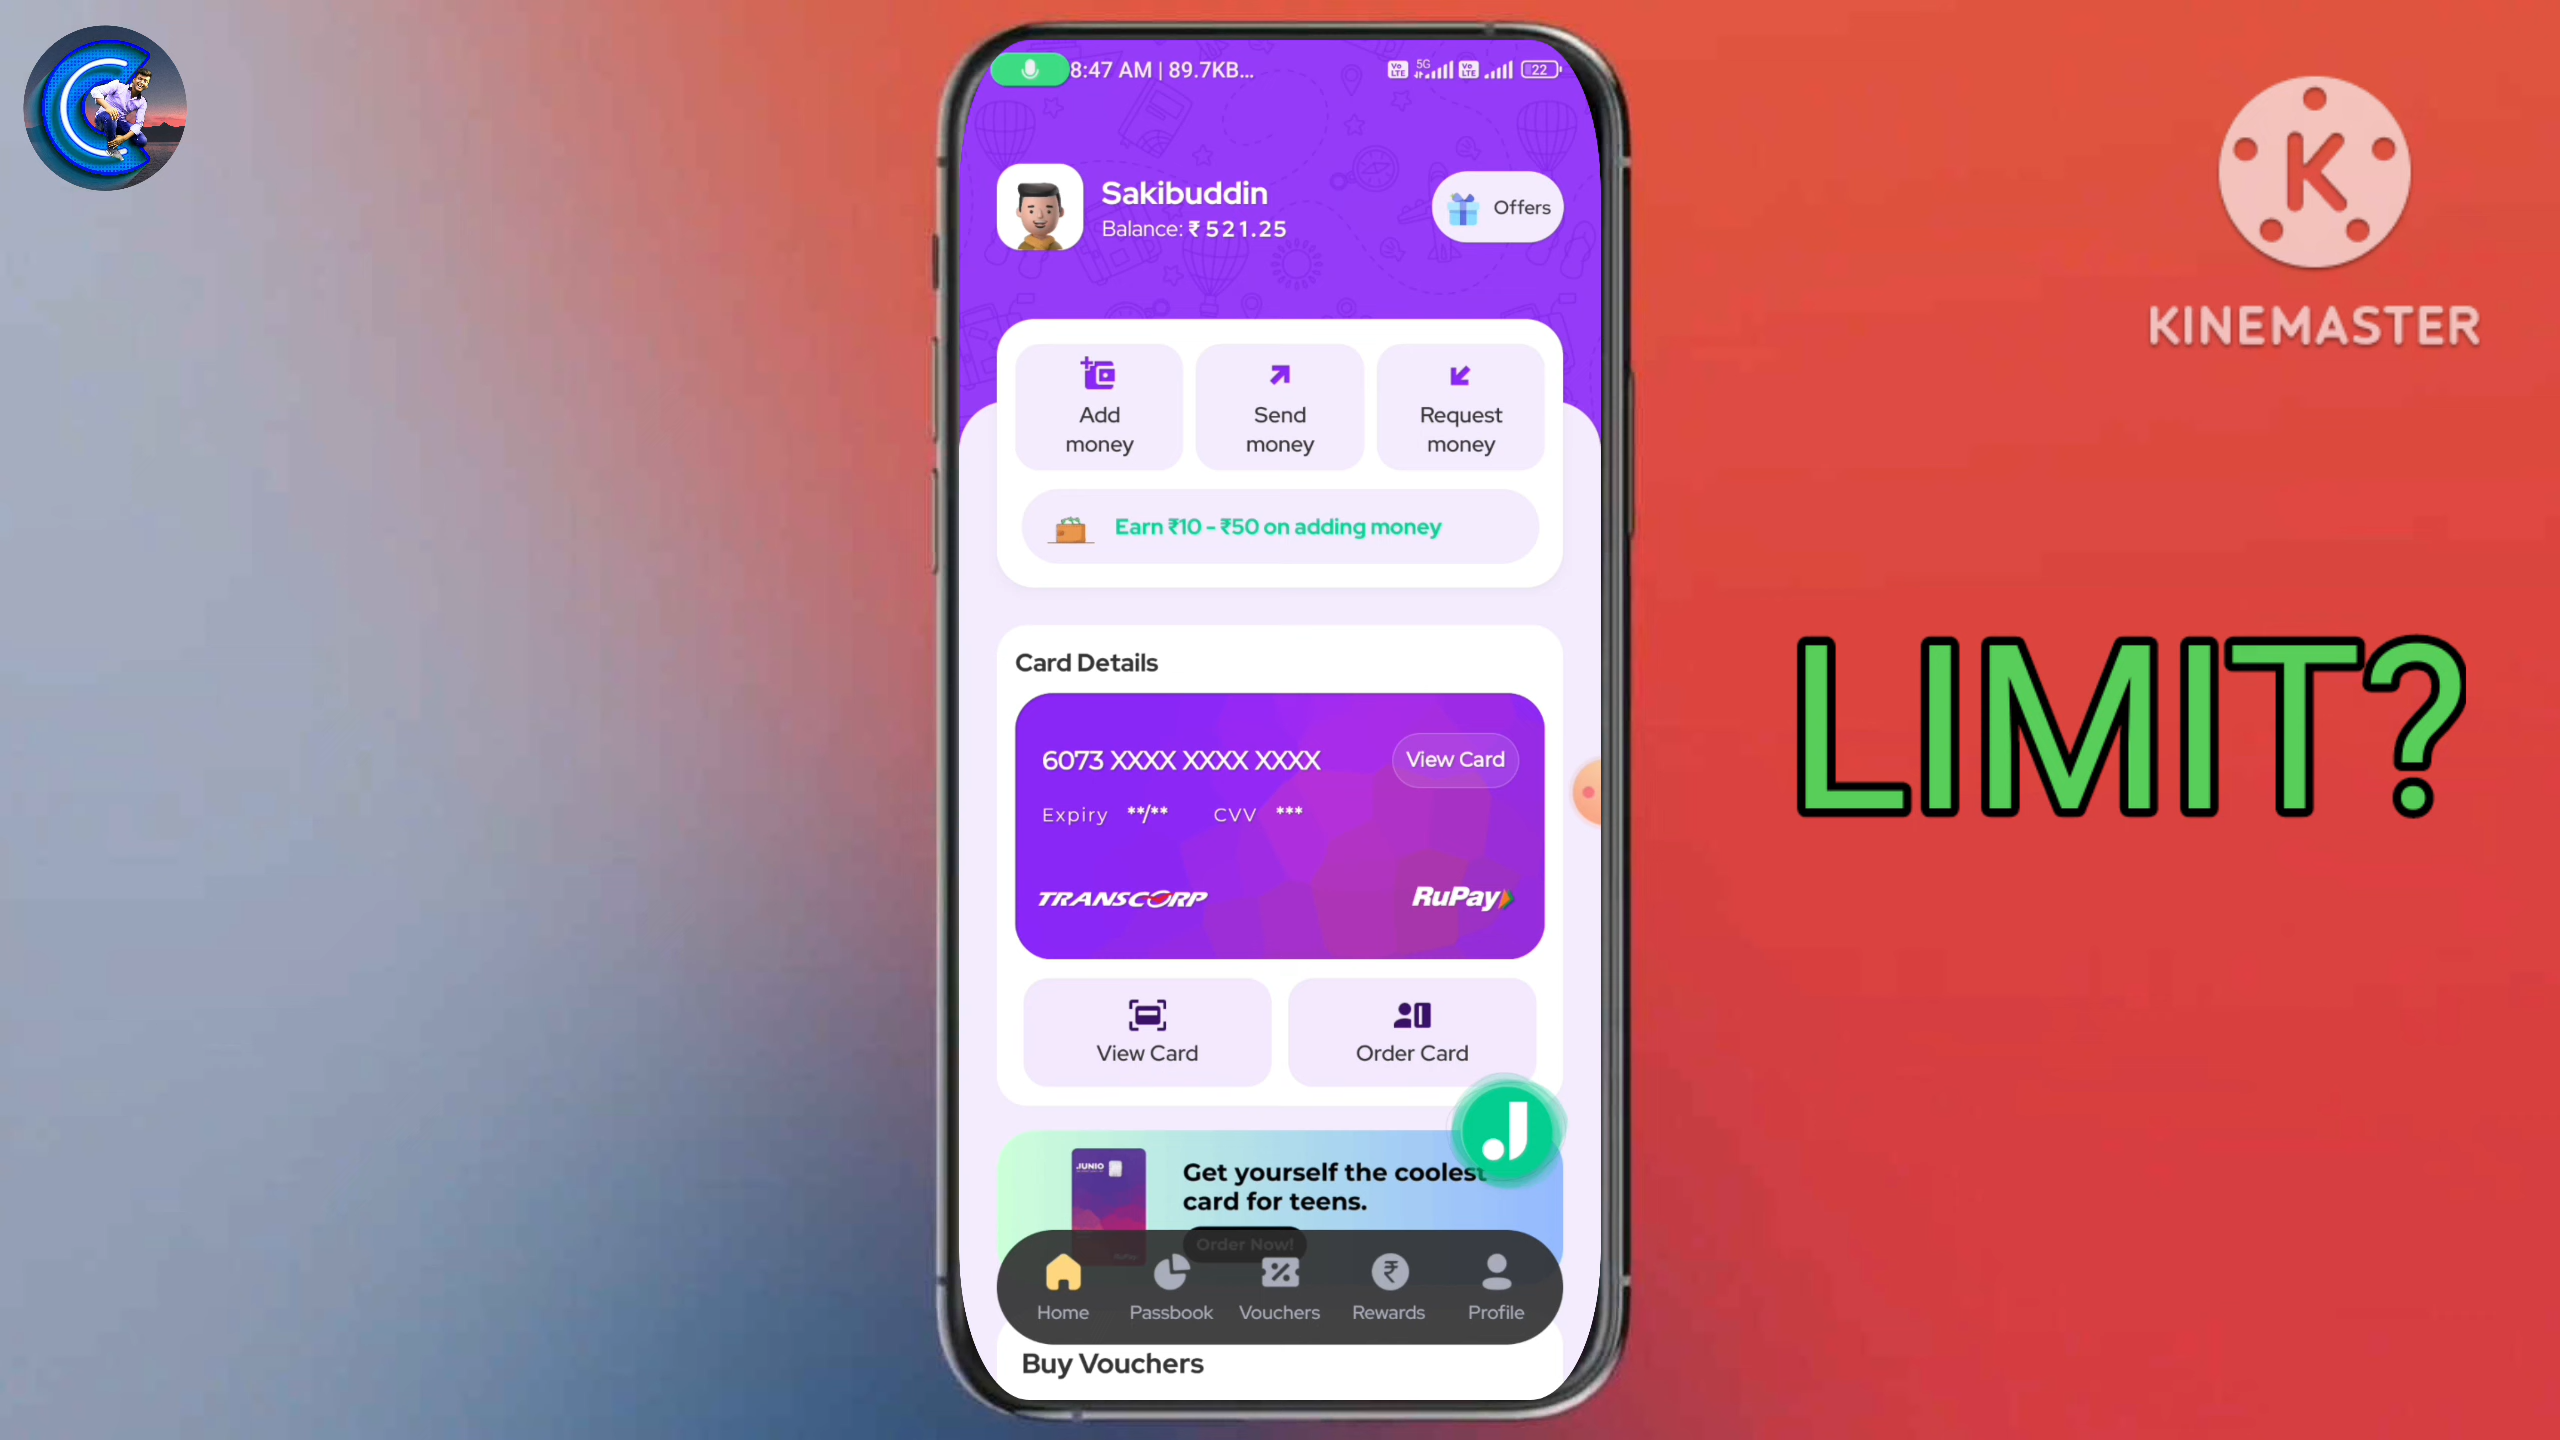 8:47 AM | 89.7KB...
5G
22
Sakibuddin
Balance: ₹ 521.25
Offers
KINEMASTER
Add money
Send money
Request money
Earn ₹10 - ₹50 on adding money
LIMIT?
Card Details
6073 XXXX XXXX XXXX
View Card
Expiry **/** CVV ***
TRANSCORP
RuPay
View Card
Order Card
JUNIO
Get yourself the coolest
card for teens.
Order Now!
Home
Passbook
Vouchers
Rewards
Profile
Buy Vouchers